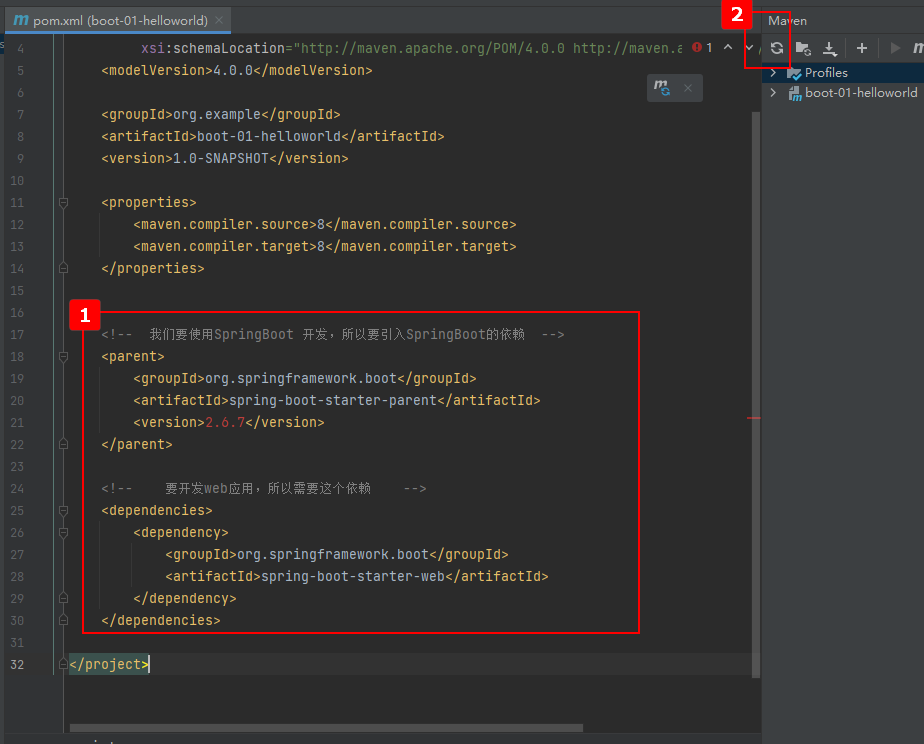 pom.xml (boot-01-helloworld)
2
Maven
4 xsi:schemaLocation="http://maven.apache.org/POM/4.0.0 http://maven.a
1
5 <modelVersion>4.0.0</modelVersion>
Profiles
6
boot-01-helloworld
7 <groupId>org.example</groupId>
8 <artifactId>boot-01-helloworld</artifactId>
9 <version>1.0-SNAPSHOT</version>
10
11 <properties>
12 <maven.compiler.source>8</maven.compiler.source>
13 <maven.compiler.target>8</maven.compiler.target>
14 </properties>
15
16
1
17 <!-- 我们要使用SpringBoot 开发，所以要引入SpringBoot的依赖 -->
18 <parent>
19 <groupId>org.springframework.boot</groupId>
20 <artifactId>spring-boot-starter-parent</artifactId>
21 <version>2.6.7</version>
22 </parent>
23
24 <!-- 要开发web应用，所以需要这个依赖 -->
25 <dependencies>
26 <dependency>
27 <groupId>org.springframework.boot</groupId>
28 <artifactId>spring-boot-starter-web</artifactId>
29 </dependency>
30 </dependencies>
31
32 </project>